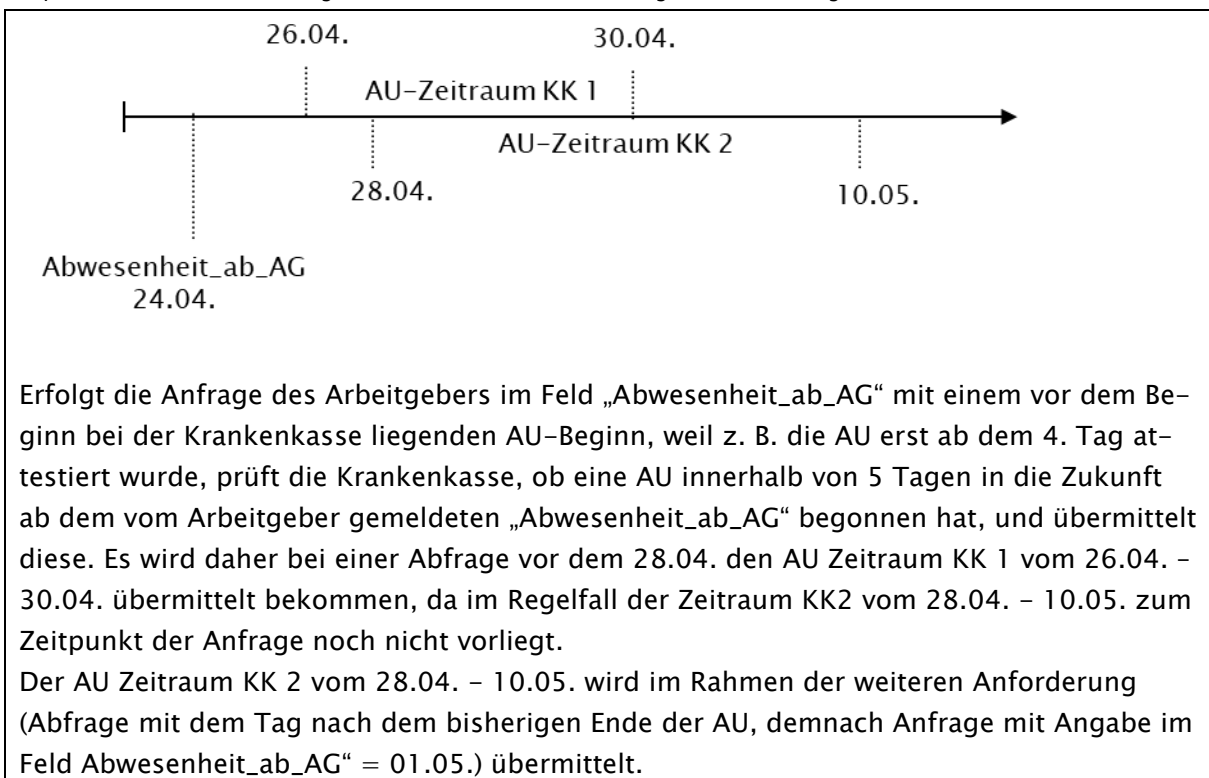 26.04.
30.04.
AU-Zeitraum KK 1
AU-Zeitraum KK 2
28.04.
10.05.
Abwesenheit_ab_AG
24.04.
Erfolgt die Anfrage des Arbeitgebers im Feld „Abwesenheit_ab_AG“ mit einem vor dem Be-
ginn bei der Krankenkasse liegenden AU-Beginn, weil z. B. die AU erst ab dem 4. Tag at-
testiert wurde, prüft die Krankenkasse, ob eine AU innerhalb von 5 Tagen in die Zukunft
ab dem vom Arbeitgeber gemeldeten „Abwesenheit_ab_AG“ begonnen hat, und übermittelt
diese. Es wird daher bei einer Abfrage vor dem 28.04. den AU Zeitraum KK 1 vom 26.04. -
30.04. übermittelt bekommen, da im Regelfall der Zeitraum KK2 vom 28.04. - 10.05. zum
Zeitpunkt der Anfrage noch nicht vorliegt.
Der AU Zeitraum KK 2 vom 28.04. - 10.05. wird im Rahmen der weiteren Anforderung
(Abfrage mit dem Tag nach dem bisherigen Ende der AU, demnach Anfrage mit Angabe im
Feld Abwesenheit_ab_AG“ = 01.05.) übermittelt.